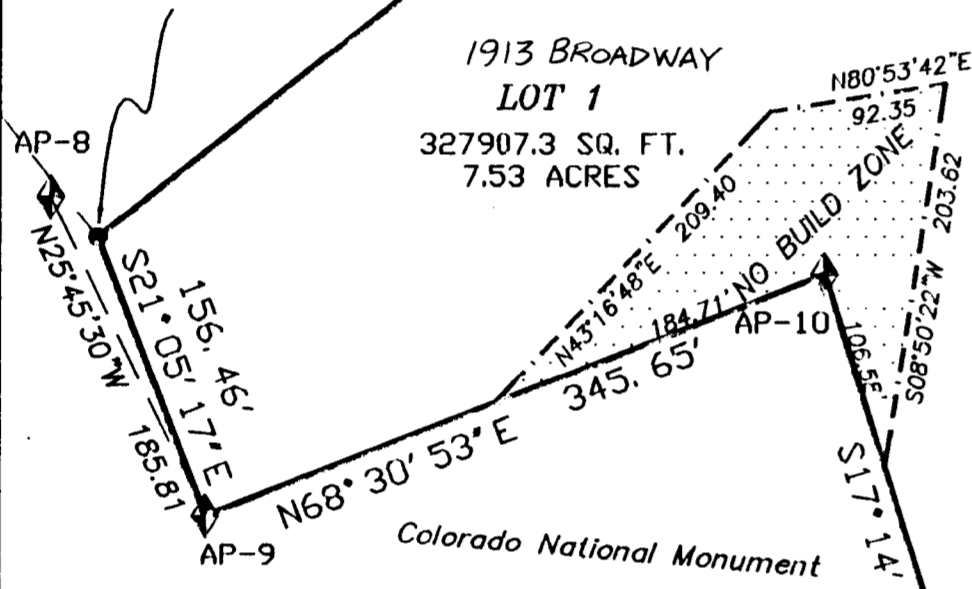 1913 BROADWAY
LOT 1
327907.3 SQ. FT.
7.53 ACRES
N80°53'42"E
92.35
AP-8
NO BUILD ZONE
203.62
S08°50'22"W
209.40
N43°16'48"E
N25°45'30"W
185.81
S21° 05' 17" E
156. 46'
184.71'
AP-10
345. 65'
N68° 30' 53" E
AP-9
S17° 14'
Colorado National Monument